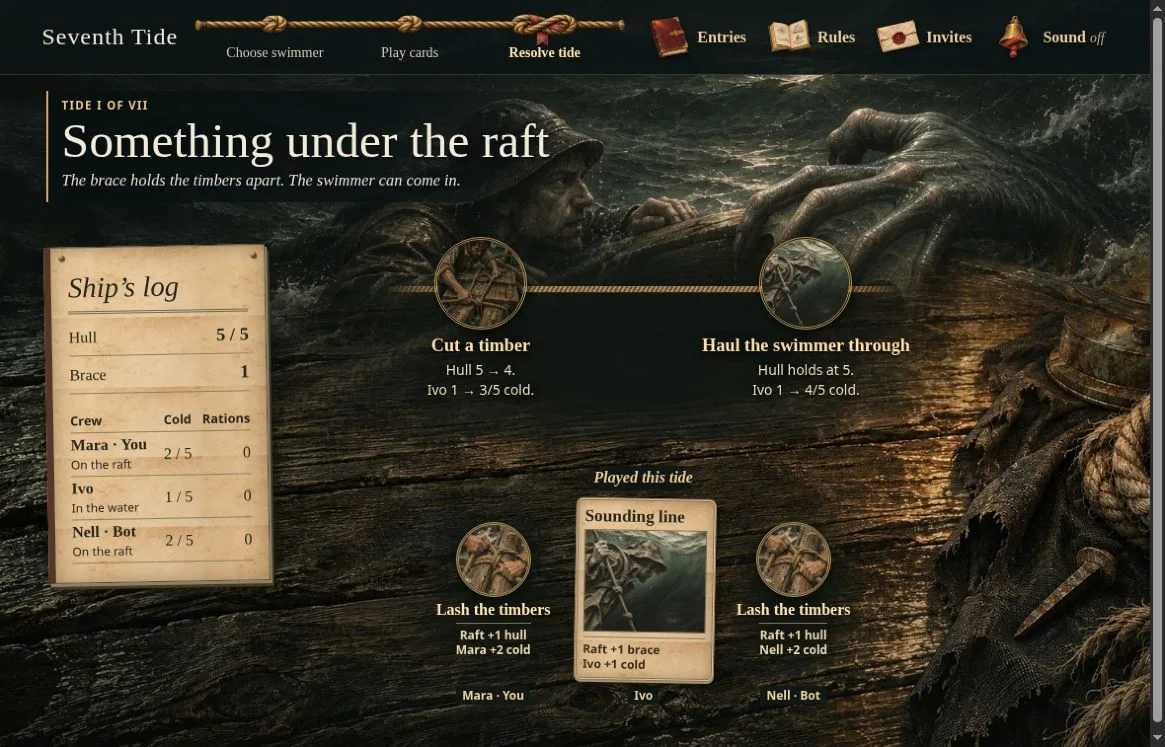 Seventh Tide
Choose swimmer
Play cards
Resolve tide
Entries
Rules
Invites
Sound off
TIDE I OF VII
Something under the raft
The brace holds the timbers apart. The swimmer can come in.
Ship’s log
Hull 5 / 5
Brace 1
Crew Cold Rations
Mara · You 2 / 5 0
On the raft
Ivo 1 / 5 0
In the water
Nell · Bot 2 / 5 0
On the raft
Cut a timber
Hull 5 → 4.
Ivo 1 → 3/5 cold.
Haul the swimmer through
Hull holds at 5.
Ivo 1 → 4/5 cold.
Played this tide
Lash the timbers
Raft +1 hull
Mara +2 cold
Mara · You
Sounding line
Raft +1 brace
Ivo +1 cold
Ivo
Lash the timbers
Raft +1 hull
Nell +2 cold
Nell · Bot